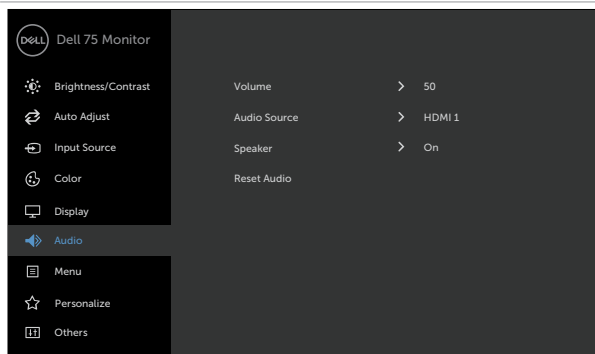 DELL Dell 75 Monitor
Brightness/Contrast
Auto Adjust
Input Source
Color
Display
Audio
Menu
Personalize
Others
Volume > 50
Audio Source > HDMI 1
Speaker > On
Reset Audio